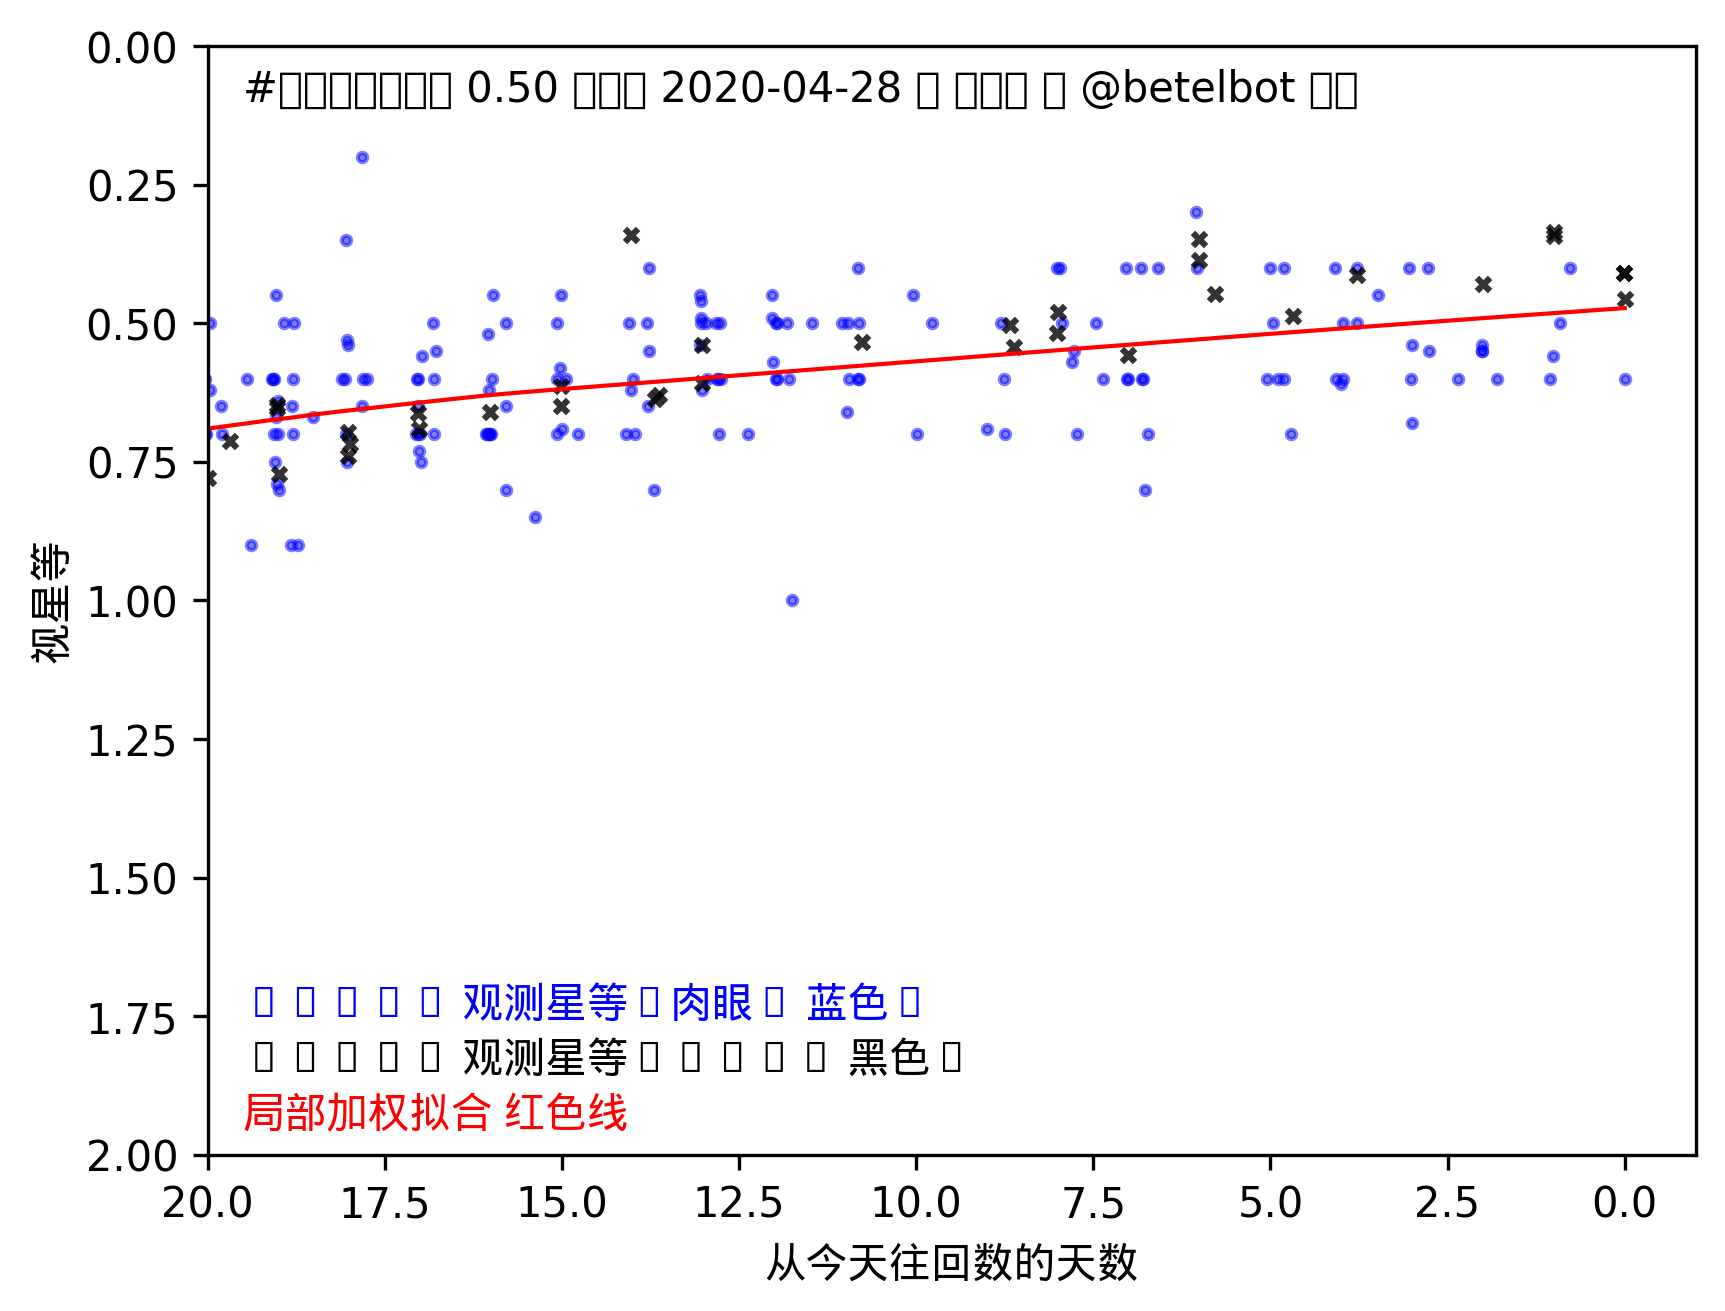 0.00
#□□□□□□□ 0.50 □□□ 2020-04-28 □ □□□ □ @betelbot □□
0.25
0.50
0.75
视星等
1.00
1.25
1.50
1.75
□ □ □ □ □ 观测星等 □ 肉眼 □ 蓝色 □
□ □ □ □ □ 观测星等 □ □ □ □ □ 黑色 □
局部加权拟合 红色线
2.00
20.0 17.5 15.0 12.5 10.0 7.5 5.0 2.5 0.0
从今天往回数的天数